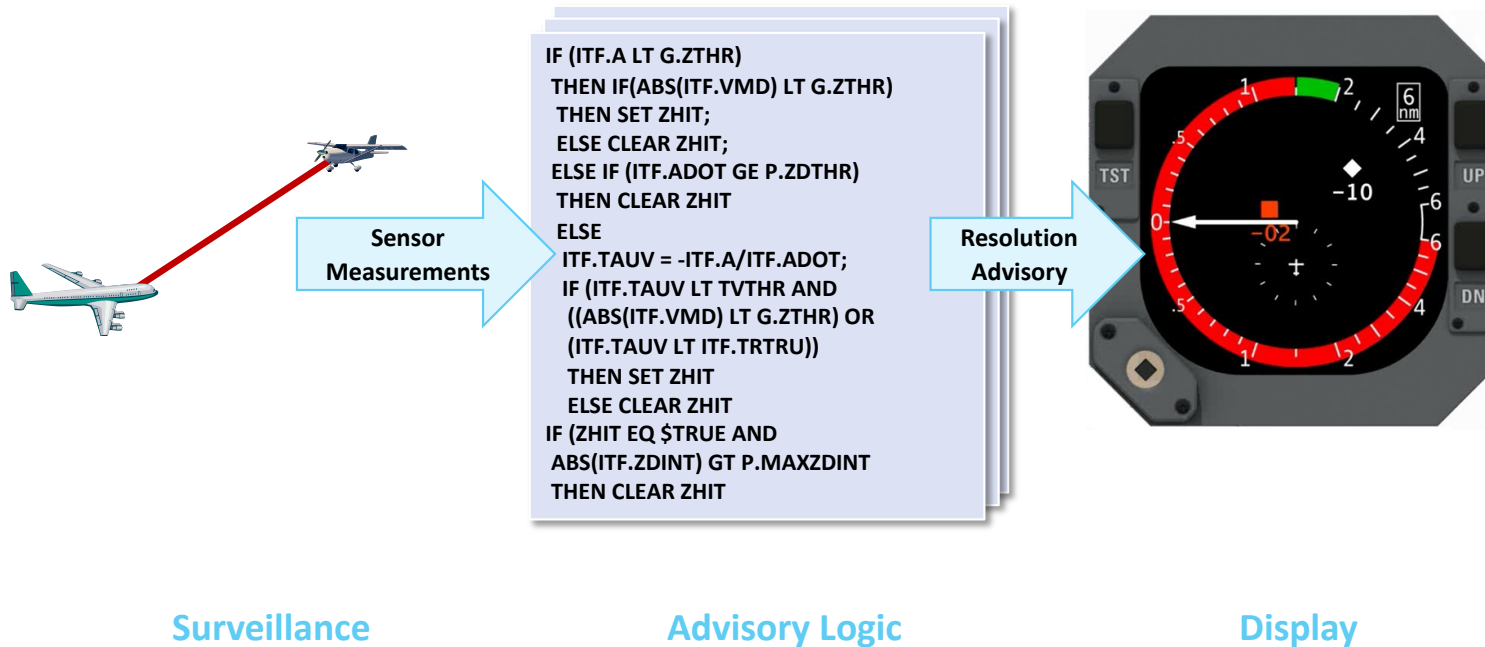 Sensor
Measurements
IF (ITF.A LT G.ZTHR)
THEN IF(ABS(ITF.VMD) LT G.ZTHR)
THEN SET ZHIT;
ELSE CLEAR ZHIT;
ELSE IF (ITF.ADOT GE P.ZDTHR)
THEN CLEAR ZHIT
ELSE
ITF.TAUV = -ITF.A/ITF.ADOT;
IF (ITF.TAUV LT TVTHR AND
((ABS(ITF.VMD) LT G.ZTHR) OR
(ITF.TAUV LT ITF.TRTRU))
THEN SET ZHIT
ELSE CLEAR ZHIT
IF (ZHIT EQ $TRUE AND
ABS(ITF.ZDINT) GT P.MAXZDINT
THEN CLEAR ZHIT
Resolution
Advisory
1 2 6
nm
.5 4
TST UP
-10
0 6
-02 6
DN
.5 4
1 2
Surveillance Advisory Logic Display